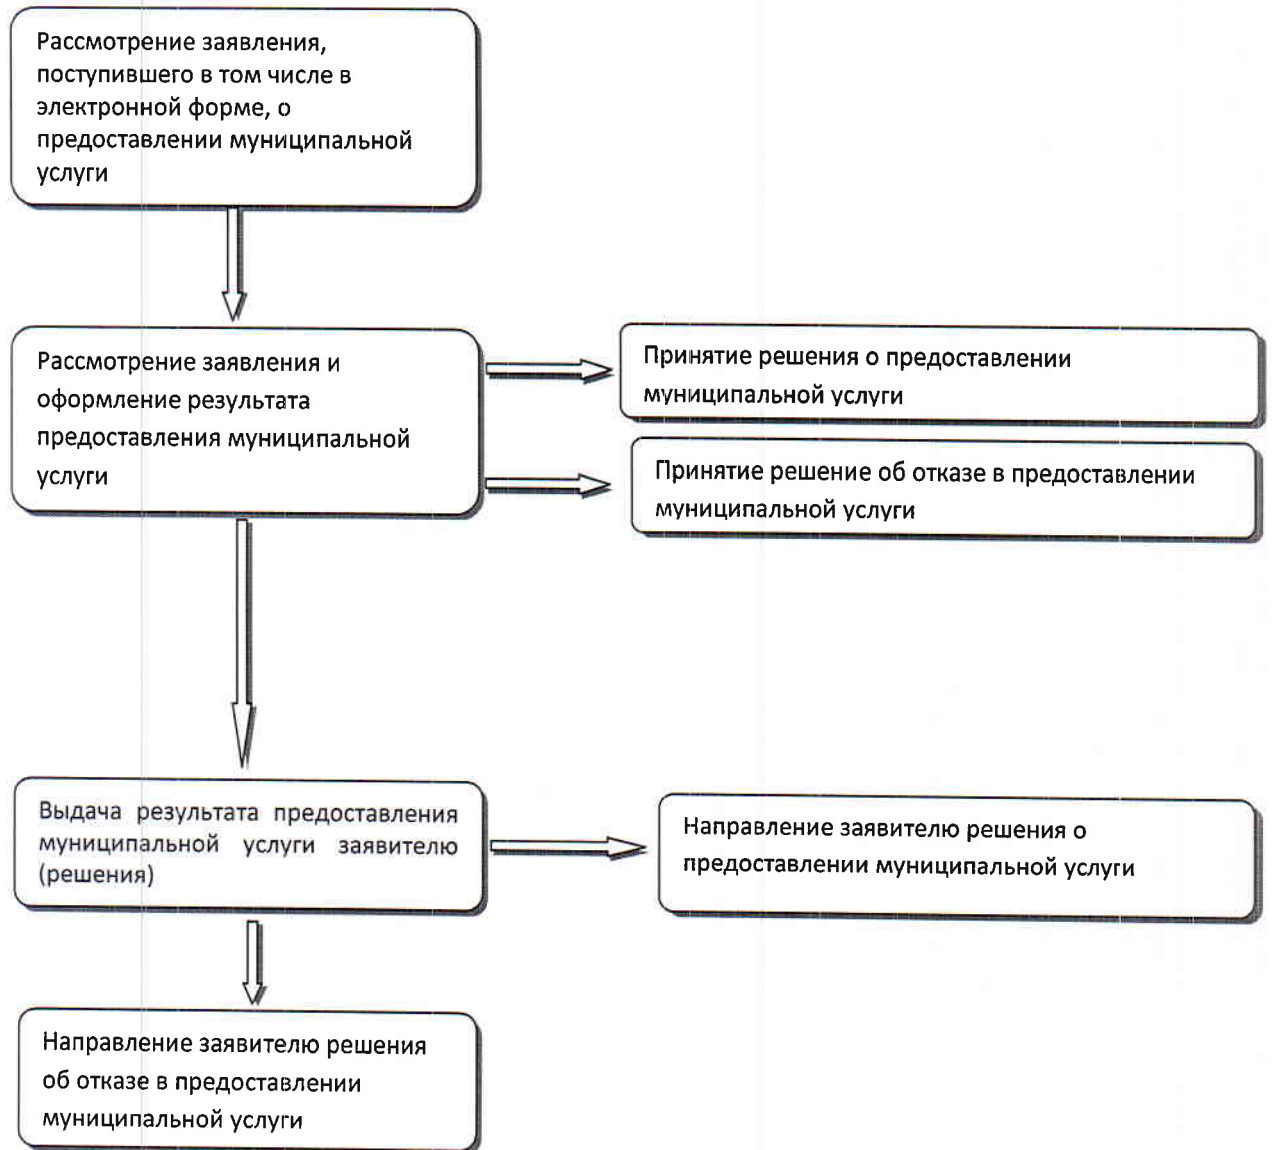 Рассмотрение заявления,
поступившего в том числе в
электронной форме, о
предоставлении муниципальной
услуги
Рассмотрение заявления и
оформление результата
предоставления муниципальной
услуги
Принятие решения о предоставлении
муниципальной услуги
Принятие решение об отказе в предоставлении
муниципальной услуги
Выдача результата предоставления
муниципальной услуги заявителю
(решения)
Направление заявителю решения о
предоставлении муниципальной услуги
Направление заявителю решения
об отказе в предоставлении
муниципальной услуги